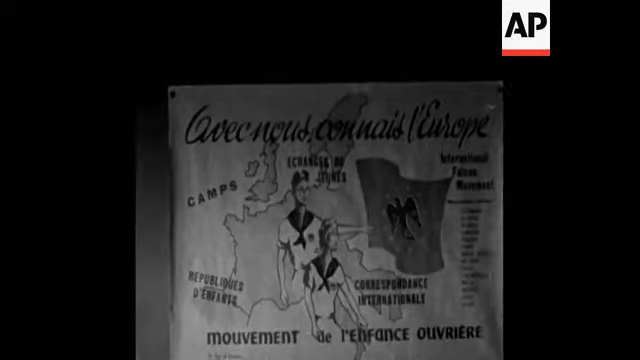 AP
Avec nous, connais l'Europe
ECHANGES DE
JEUNES
International
Falcon
Movement
CAMPS
REPUBLIQUES
D'ENFANTS
CORRESPONDANCE
INTERNATIONALE
MOUVEMENT de l'ENFANCE OUVRIÈRE